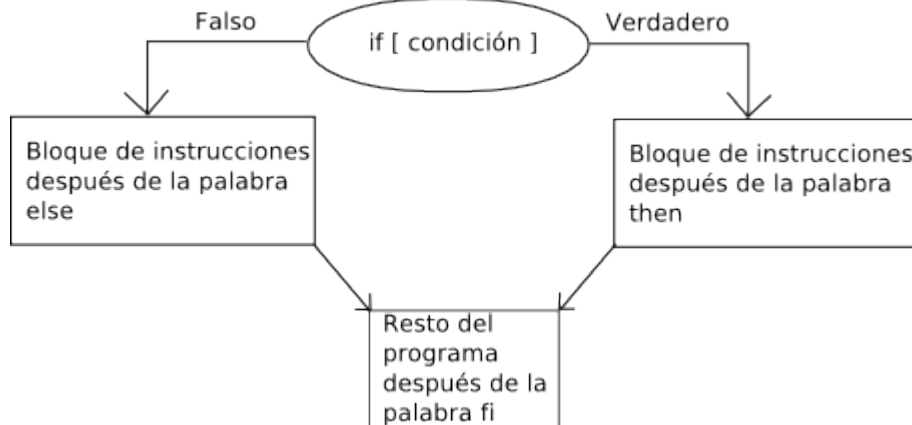 Falso
if [ condición ]
Verdadero
Bloque de instrucciones
después de la palabra
else
Bloque de instrucciones
después de la palabra
then
Resto del
programa
después de la
palabra fi